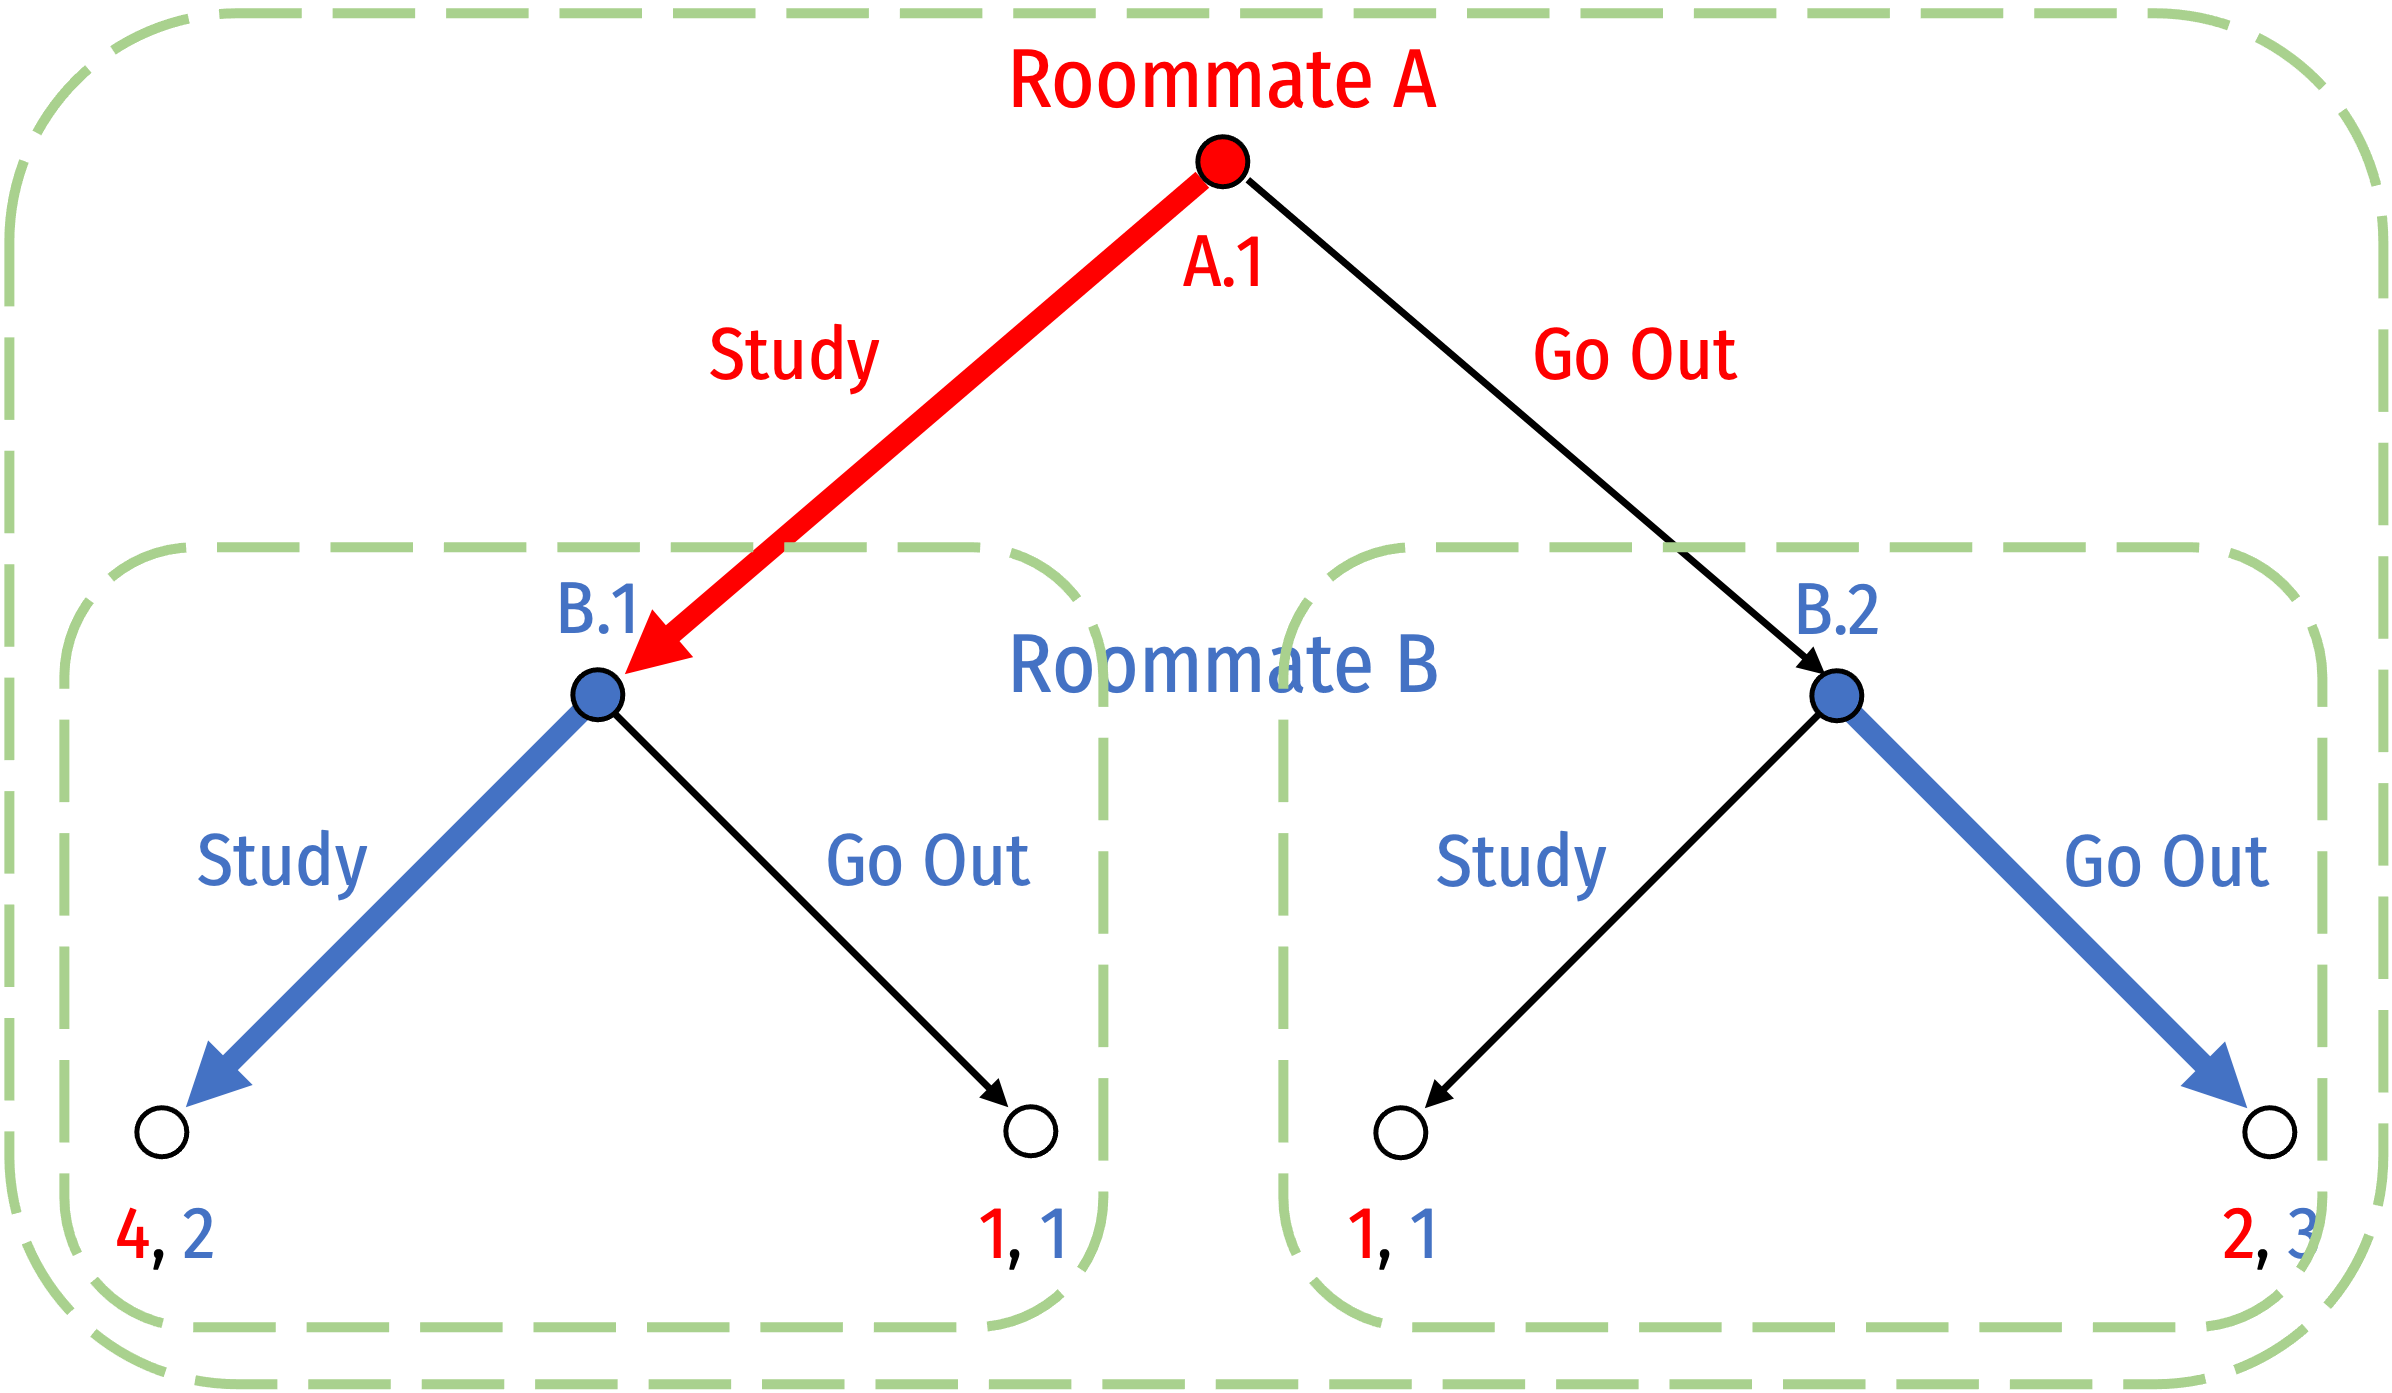 Roommate A
A.1
Study
Go Out
B.1
B.2
Roommate B
Study
Go Out
Study
Go Out
4, 2
1, 1
1, 1
2, 3